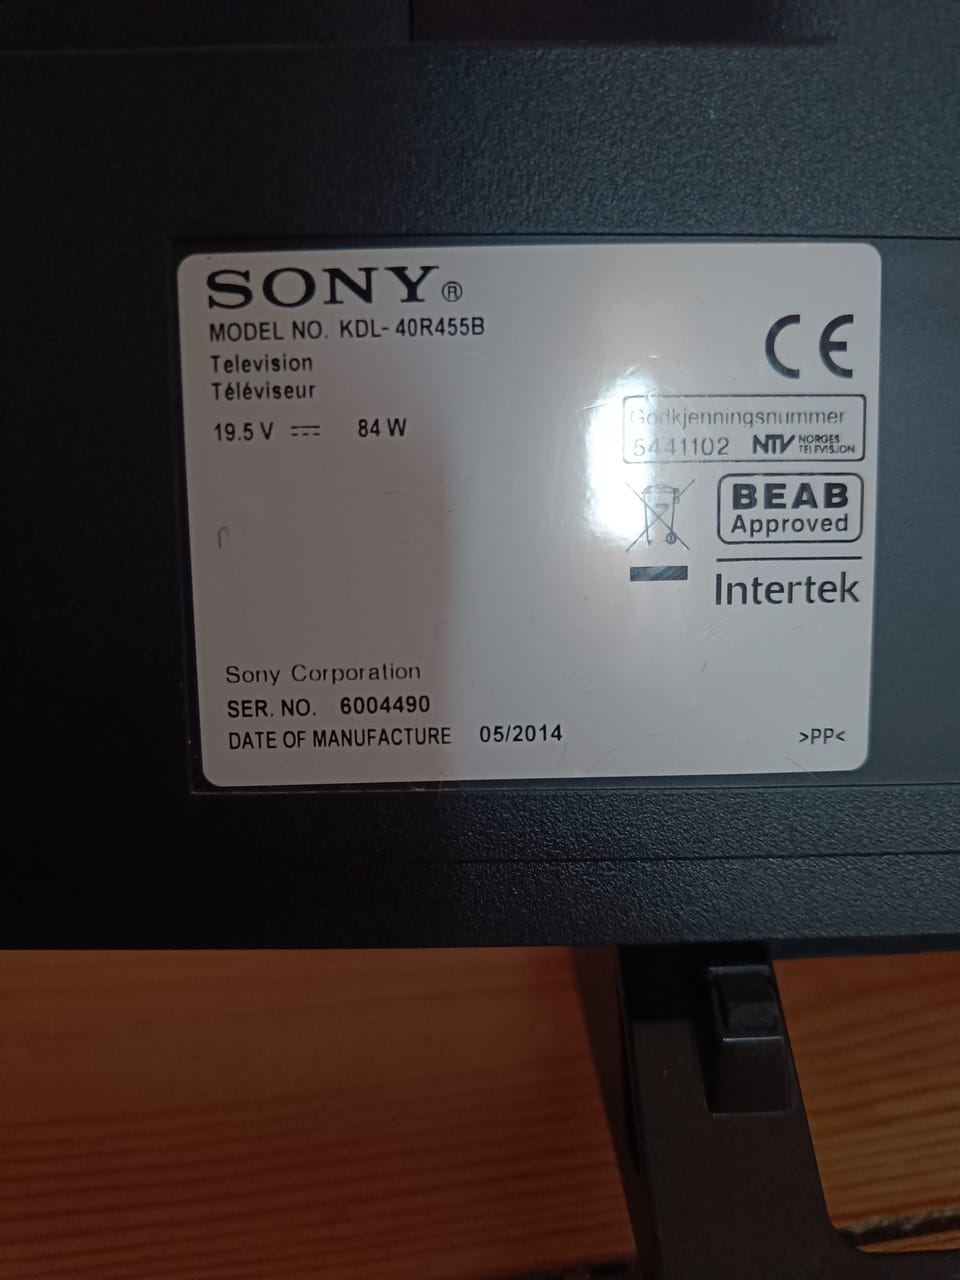 SONY®
MODEL NO. KDL-40R455B
Television
Téléviseur
19.5 V ⎓ 84 W
CE
Godkjenningsnummer
5441102 NTV NORGES TELEVISJON
BEAB
Approved
Intertek
Sony Corporation
SER. NO. 6004490
DATE OF MANUFACTURE 05/2014
>PP<